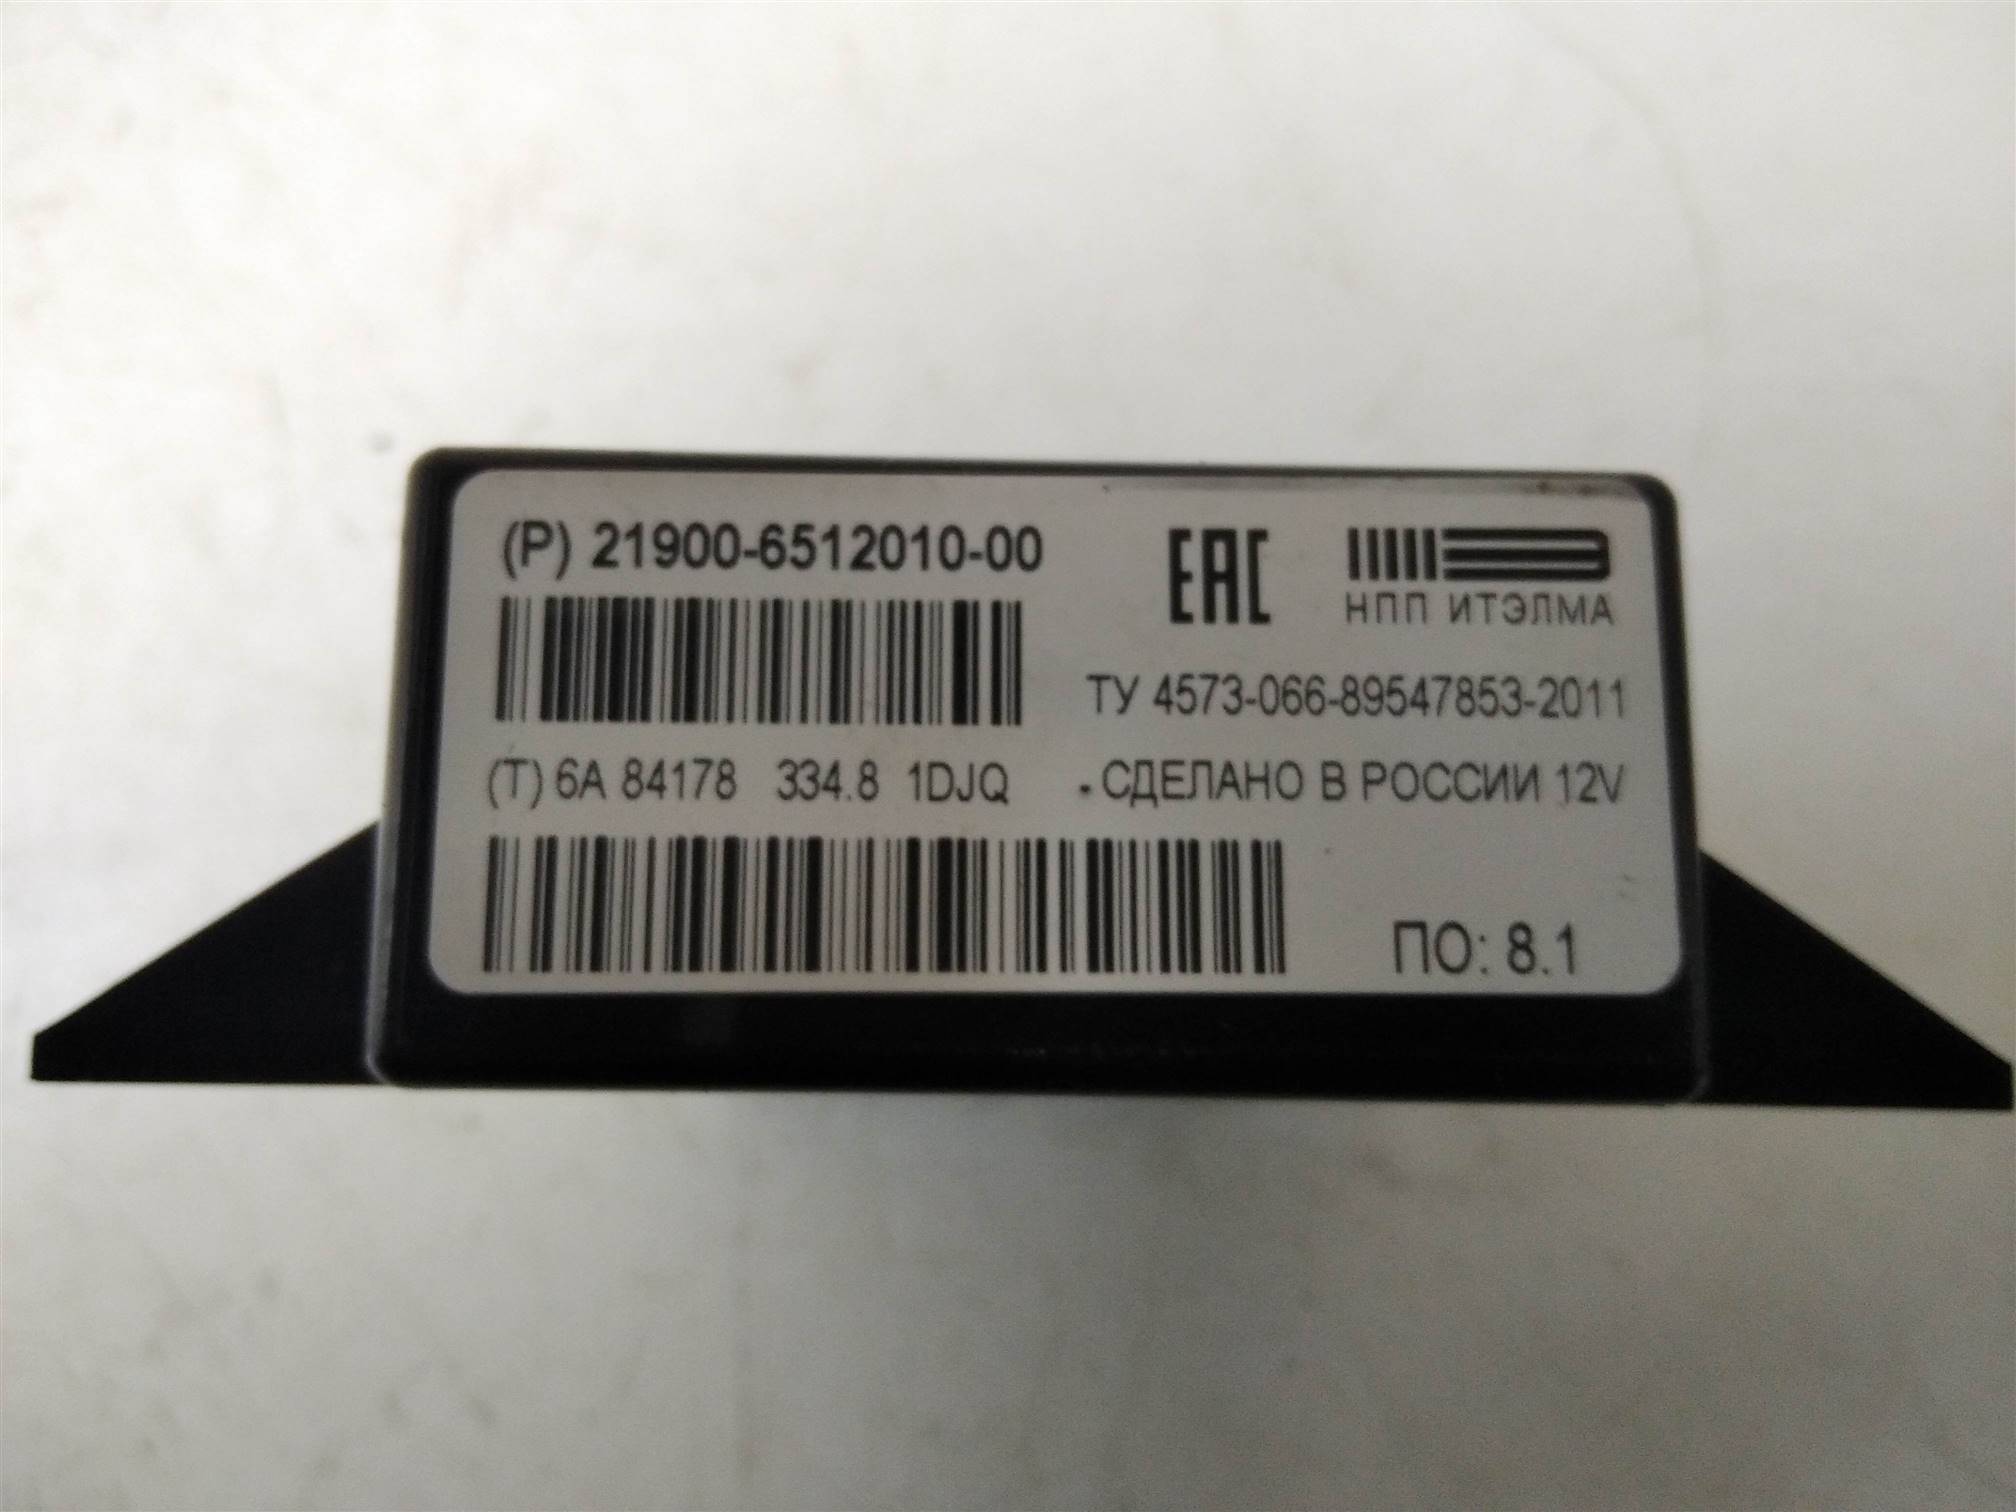 (P) 21900-6512010-00
EAC
НПП ИТЭЛМА
ТУ 4573-066-89547853-2011
(T) 6A 84178 334.8 1DJQ
СДЕЛАНО В РОССИИ 12V
ПО: 8.1